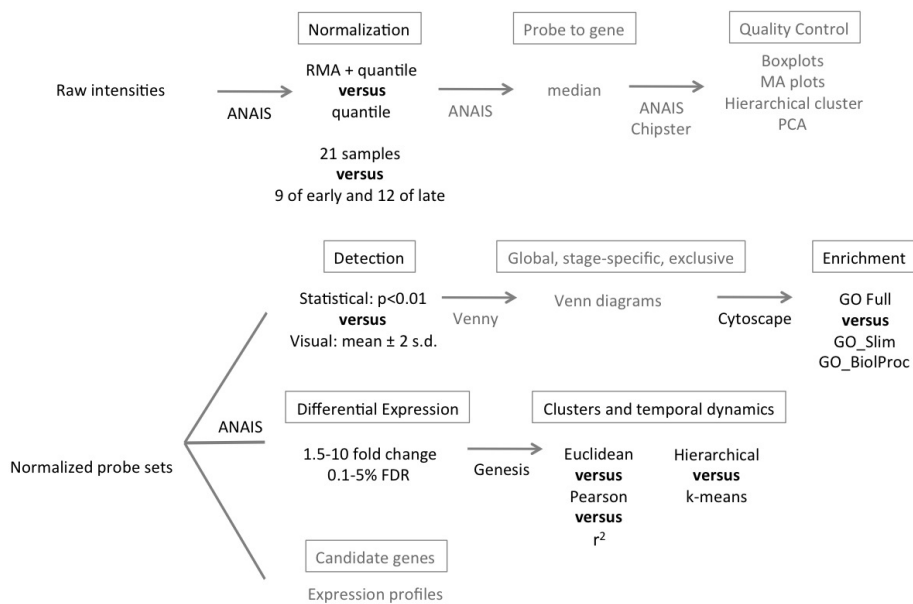 Normalization
Probe to gene
Quality Control
Raw intensities
ANAIS
RMA + quantile
versus
quantile
21 samples
versus
9 of early and 12 of late
ANAIS
median
ANAIS
Chipster
Boxplots
MA plots
Hierarchical cluster
PCA
Detection
Global, stage-specific, exclusive
Enrichment
Statistical: p<0.01
versus
Visual: mean ± 2 s.d.
Venny
Venn diagrams
Cytoscape
GO Full
versus
GO_Slim
GO_BiolProc
Normalized probe sets
ANAIS
Differential Expression
Clusters and temporal dynamics
1.5-10 fold change
0.1-5% FDR
Genesis
Euclidean
versus
Pearson
versus
r²
Hierarchical
versus
k-means
Candidate genes
Expression profiles